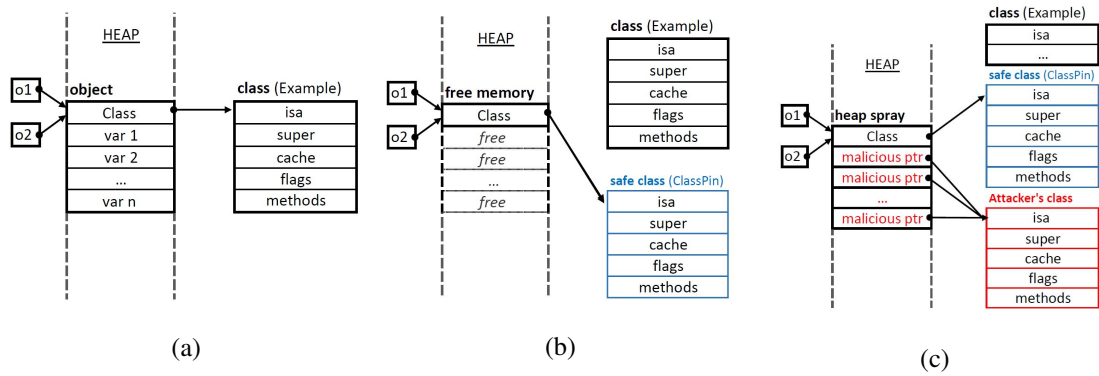 HEAP
o1
o2
object
Class
var 1
var 2
...
var n
class (Example)
isa
super
cache
flags
methods
(a)
HEAP
o1
o2
free memory
Class
free
free
...
free
class (Example)
isa
super
cache
flags
methods
safe class (ClassPin)
isa
super
cache
flags
methods
(b)
HEAP
o1
o2
heap spray
Class
malicious ptr
malicious ptr
...
malicious ptr
class (Example)
isa
...
safe class (ClassPin)
isa
super
cache
flags
methods
Attacker's class
isa
super
cache
flags
methods
(c)